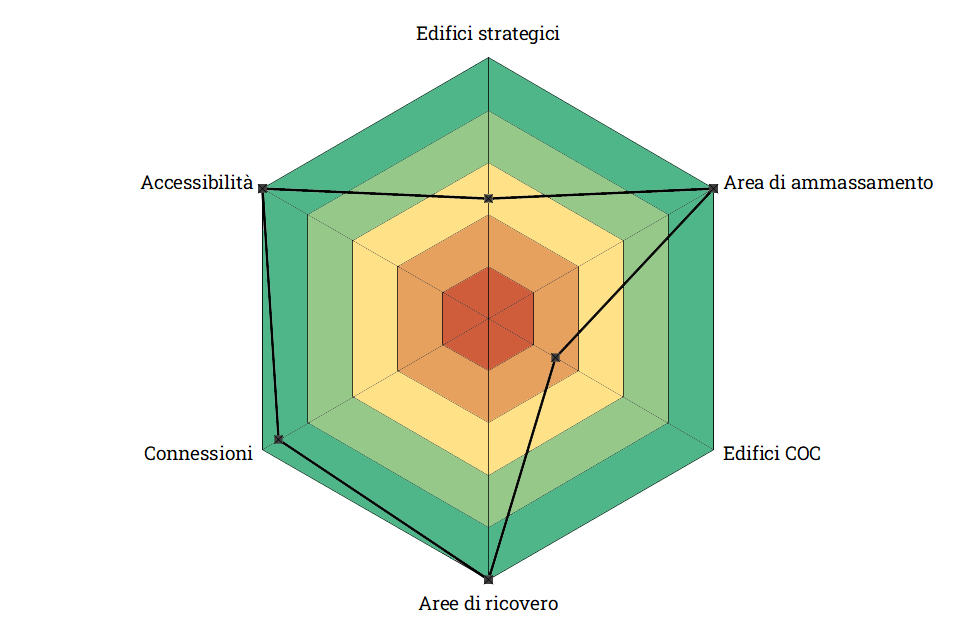 Edifici strategici
Accessibilità
Area di ammassamento
Connessioni
Edifici COC
Aree di ricovero